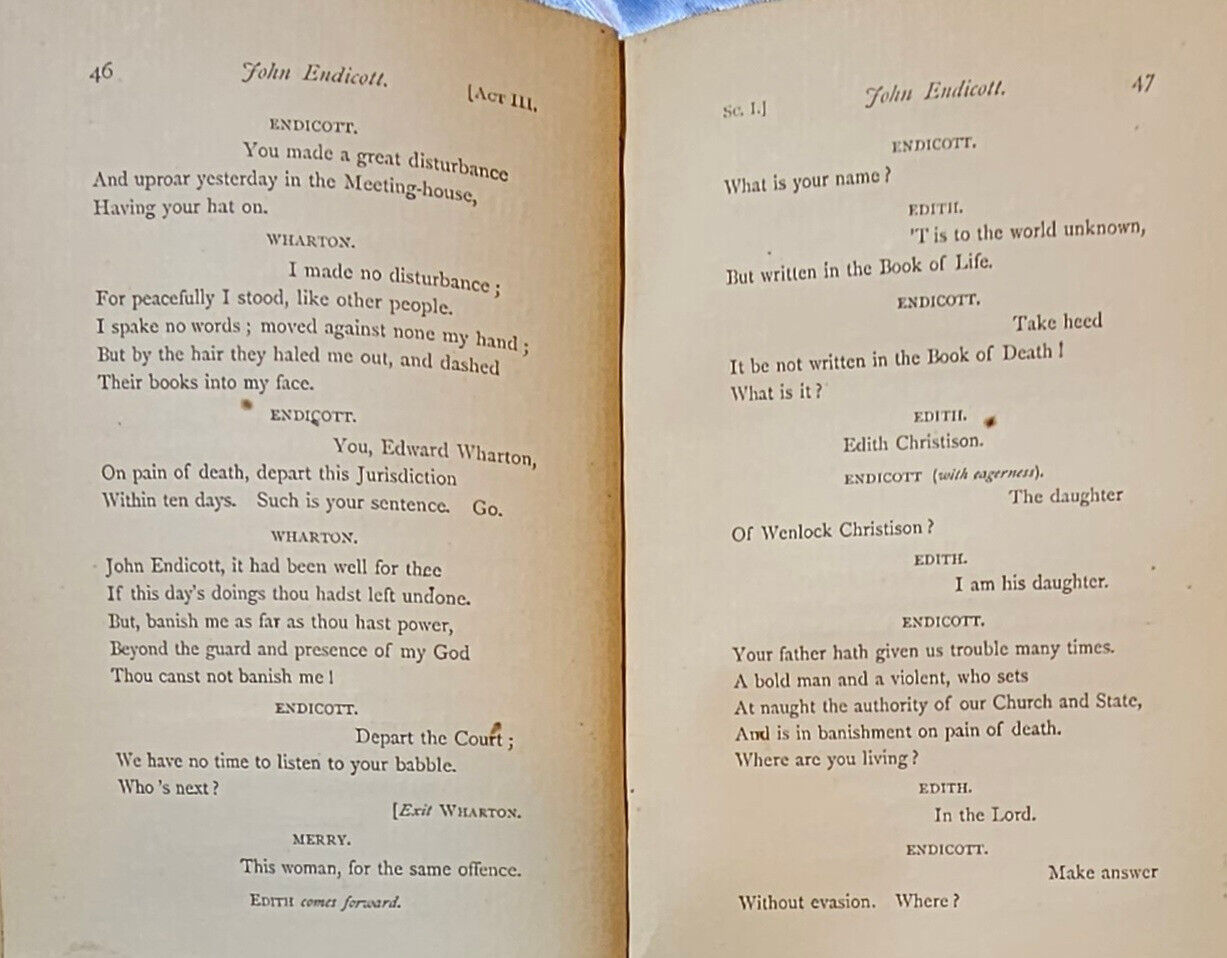 46
John Endicott.
[ACT III.
ENDICOTT.
You made a great disturbance
And uproar yesterday in the Meeting-house,
Having your hat on.
WHARTON.
I made no disturbance ;
For peacefully I stood, like other people.
I spake no words ; moved against none my hand ;
But by the hair they haled me out, and dashed
Their books into my face.
ENDICOTT.
You, Edward Wharton,
On pain of death, depart this Jurisdiction
Within ten days. Such is your sentence. Go.
WHARTON.
John Endicott, it had been well for thee
If this day's doings thou hadst left undone.
But, banish me as far as thou hast power,
Beyond the guard and presence of my God
Thou canst not banish me !
ENDICOTT.
Depart the Court ;
We have no time to listen to your babble.
Who 's next ?
[Exit WHARTON.
MERRY.
This woman, for the same offence.
EDITH comes forward.
SC. I.]
John Endicott.
47
ENDICOTT.
What is your name ?
EDITH.
'T is to the world unknown,
But written in the Book of Life.
ENDICOTT.
Take heed
It be not written in the Book of Death !
What is it ?
EDITH.
Edith Christison.
ENDICOTT (with eagerness).
The daughter
Of Wenlock Christison ?
EDITH.
I am his daughter.
ENDICOTT.
Your father hath given us trouble many times.
A bold man and a violent, who sets
At naught the authority of our Church and State,
And is in banishment on pain of death.
Where are you living ?
EDITH.
In the Lord.
ENDICOTT.
Make answer
Without evasion. Where ?